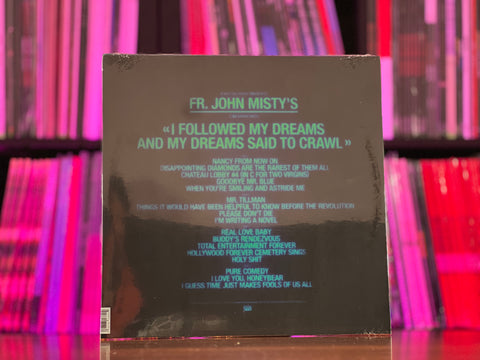 FR. JOHN MISTY'S
« I FOLLOWED MY DREAMS
AND MY DREAMS SAID TO CRAWL »
NANCY FROM NOW ON
DISAPPOINTING DIAMONDS ARE THE RAREST OF THEM ALL
CHATEAU LOBBY #4 (IN C FOR TWO VIRGINS)
GOODBYE MR. BLUE
WHEN YOU'RE SMILING AND ASTRIDE ME
MR. TILLMAN
THINGS IT WOULD HAVE BEEN HELPFUL TO KNOW BEFORE THE REVOLUTION
PLEASE DON'T DIE
I'M WRITING A NOVEL
REAL LOVE BABY
BUDDY'S RENDEZVOUS
TOTAL ENTERTAINMENT FOREVER
HOLLYWOOD FOREVER CEMETERY SINGS
HOLY SHIT
PURE COMEDY
I LOVE YOU, HONEYBEAR
I GUESS TIME JUST MAKES FOOLS OF US ALL